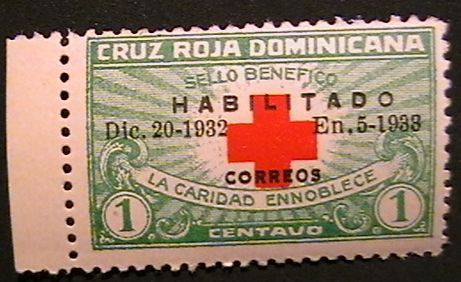 CRUZ ROJA DOMINICANA
SELLO BENEFICO
HABILITADO
Dic. 20-1932 En. 5-1933
CORREOS
LA CARIDAD ENNOBLECE
1 1
CENTAVO